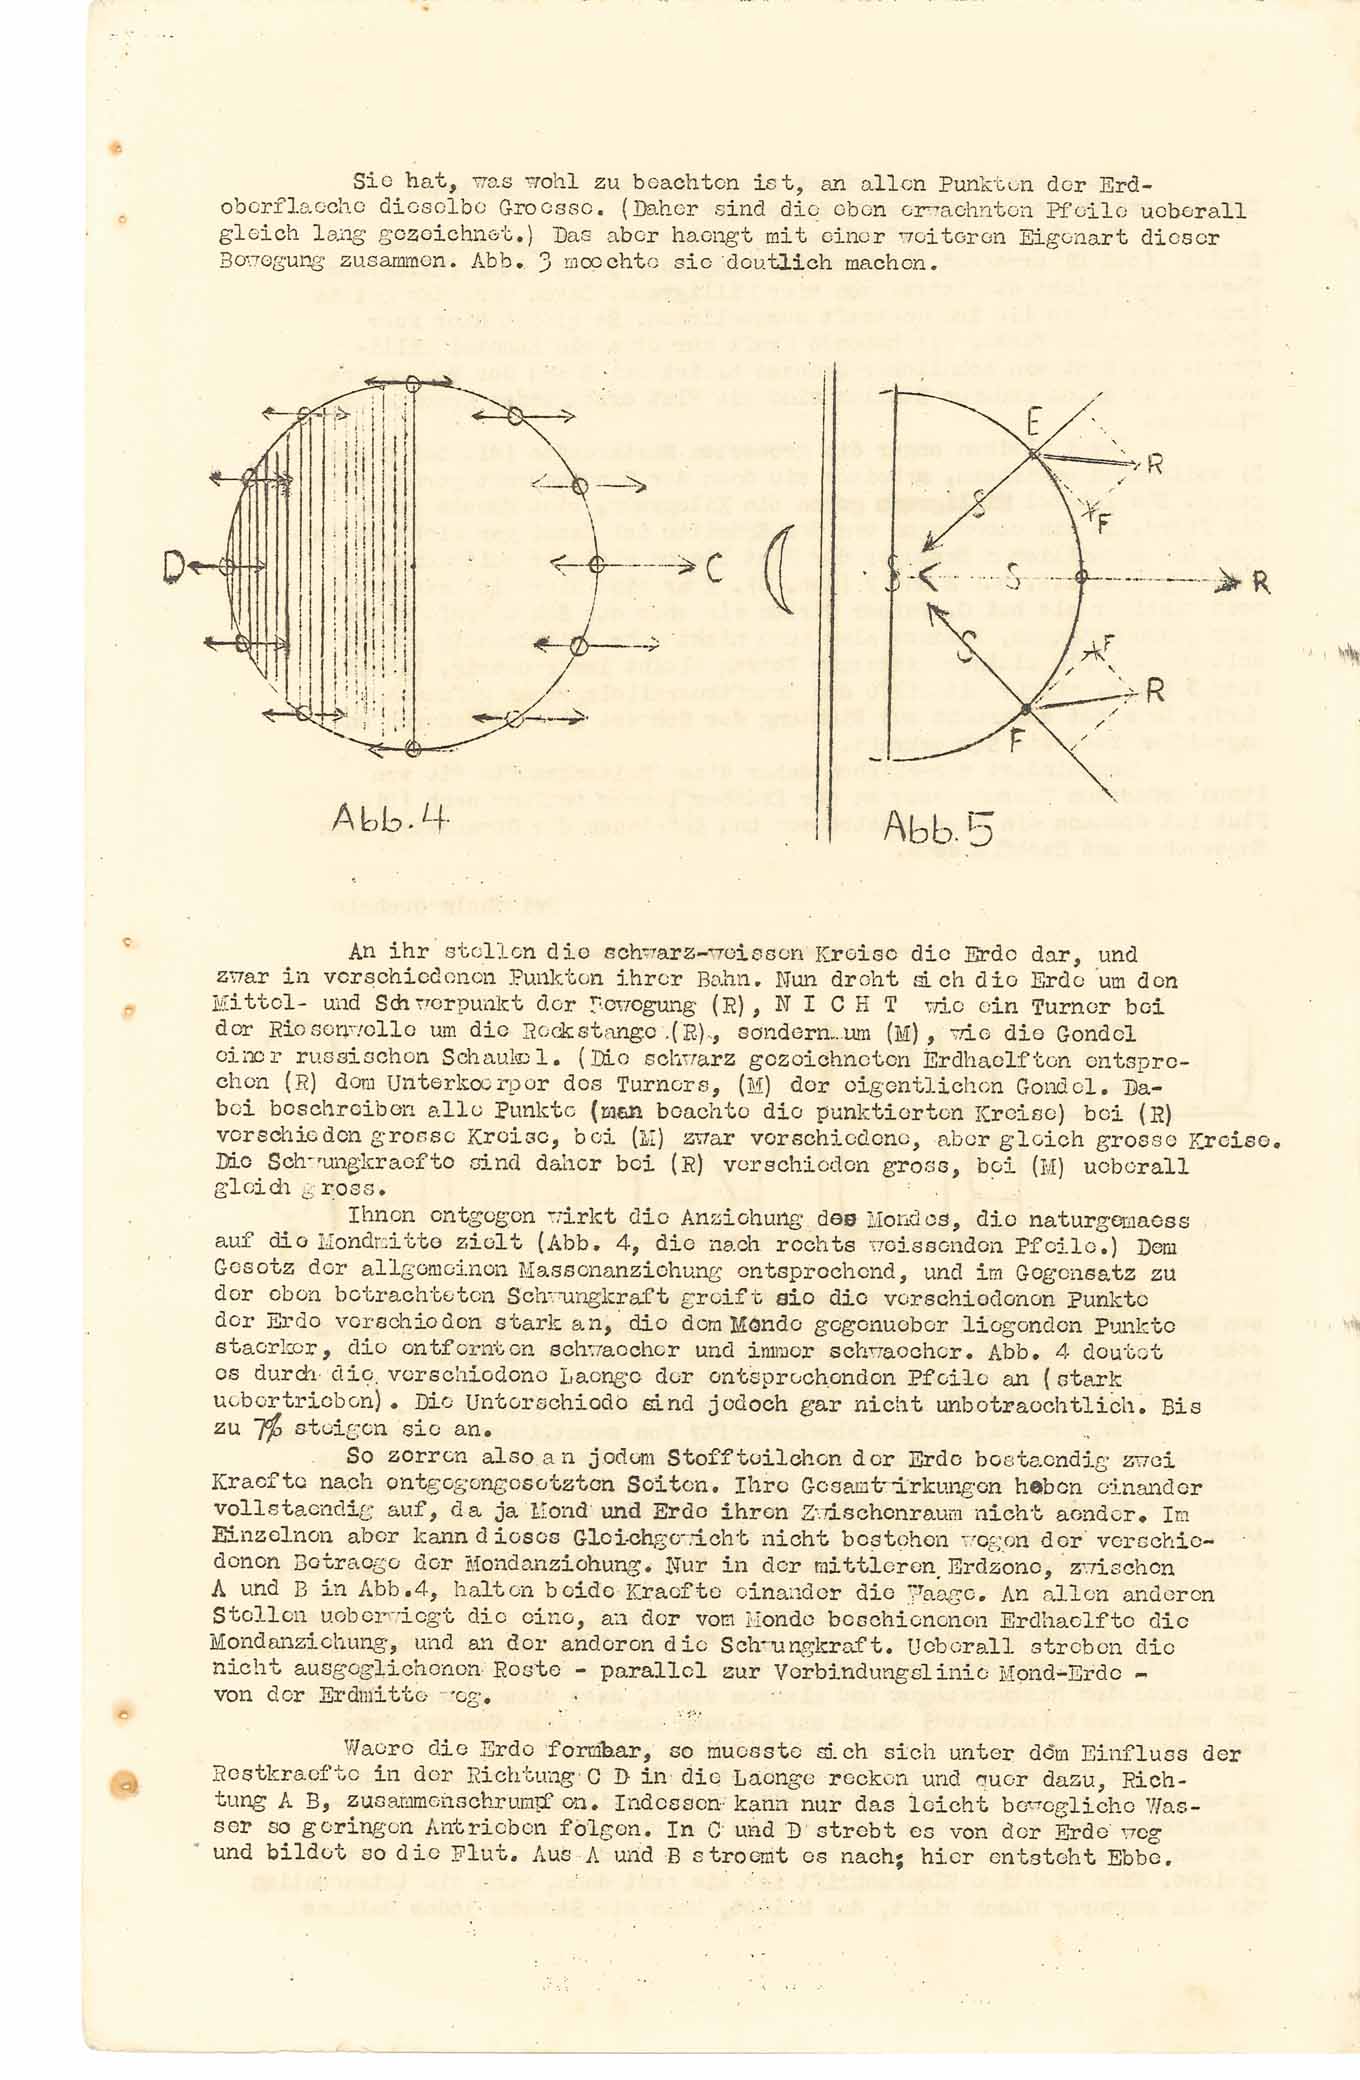 Sie hat, was wohl zu beachten ist, an allen Punkten der Erd-
oberflaeche dieselbe Groesse. (Daher sind die oben erwaehnten Pfeile ueberall
gleich lang gezeichnet.) Das aber haengt mit einer weiteren Eigenart dieser
Bewegung zusammen. Abb. 3 moechte sie deutlich machen.
D
C
Abb. 4
E
R
S
F
S
S
R
S
F
R
F
Abb. 5
An ihr stellen die schwarz-weissen Kreise die Erde dar, und
zwar in verschiedenen Punkten ihrer Bahn. Nun dreht sich die Erde um den
Mittel- und Schwerpunkt der Bewegung (R), N I C H T wie ein Turner bei
der Riesenwelle um die Reckstange (R), sondern um (M), wie die Gondel
einer russischen Schaukel. (Die schwarz gezeichneten Erdhaelften entspre-
chen (R) dem Unterkoerper des Turners, (M) der eigentlichen Gondel. Da-
bei beschreiben alle Punkte (man beachte die punktierten Kreise) bei (R)
verschieden grosse Kreise, bei (M) zwar verschiedene, aber gleich grosse Kreise.
Die Schwungkraefte sind daher bei (R) verschieden gross, bei (M) ueberall
gleich gross.
Ihnen entgegen wirkt die Anziehung des Mondes, die naturgemaess
auf die Mondmitte zielt (Abb. 4, die nach rechts weissenden Pfeile.) Dem
Gesetz der allgemeinen Massenanziehung entsprechend, und im Gegensatz zu
der eben betrachteten Schwungkraft greift sie die verschiedenen Punkte
der Erde verschieden stark an, die dem Monde gegenueber liegenden Punkte
staerker, die entfernten schwaecher und immer schwaecher. Abb. 4 deutet
es durch die verschiedene Laenge der entsprechenden Pfeile an (stark
uebertrieben). Die Unterschiede sind jedoch gar nicht unbetraechtlich. Bis
zu 7% steigen sie an.
So zerren also an jedem Stoffteilchen der Erde bestaendig zwei
Kraefte nach entgegengesetzten Seiten. Ihre Gesamtwirkungen heben einander
vollstaendig auf, da ja Mond und Erde ihren Zwischenraum nicht aender. Im
Einzelnen aber kann dieses Gleichgewicht nicht bestehen wegen der verschie-
denen Betraege der Mondanziehung. Nur in der mittleren Erdzone, zwischen
A und B in Abb.4, halten beide Kraefte einander die Waage. An allen anderen
Stellen ueberwiegt die eine, an der vom Monde beschienenen Erdhaelfte die
Mondanziehung, und an der anderen die Schwungkraft. Ueberall streben die
nicht ausgeglichenen Reste - parallel zur Verbindungslinie Mond-Erde -
von der Erdmitte weg.
Waere die Erde formbar, so muesste sich sich unter dem Einfluss der
Restkraefte in der Richtung C D in die Laenge recken und quer dazu, Rich-
tung A B, zusammenschrumpfen. Indessen kann nur das leicht bewegliche Was-
ser so geringen Antrieben folgen. In C und D strebt es von der Erde weg
und bildet so die Flut. Aus A und B stroemt es nach; hier entsteht Ebbe.